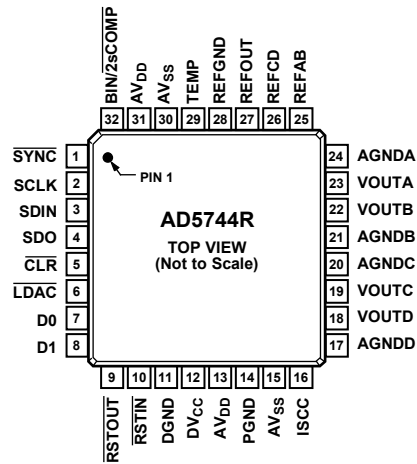 BIN/2sCOMP
AVDD
AVSS
TEMP
REFGND
REFOUT
REFCD
REFAB
32 31 30 29 28 27 26 25
SYNC 1
SCLK 2
SDIN 3
SDO 4
CLR 5
LDAC 6
D0 7
D1 8
PIN 1
AD5744R
TOP VIEW
(Not to Scale)
24 AGNDA
23 VOUTA
22 VOUTB
21 AGNDB
20 AGNDC
19 VOUTC
18 VOUTD
17 AGNDD
9 10 11 12 13 14 15 16
RSTOUT
RSTIN
DGND
DVCC
AVDD
PGND
AVSS
ISCC